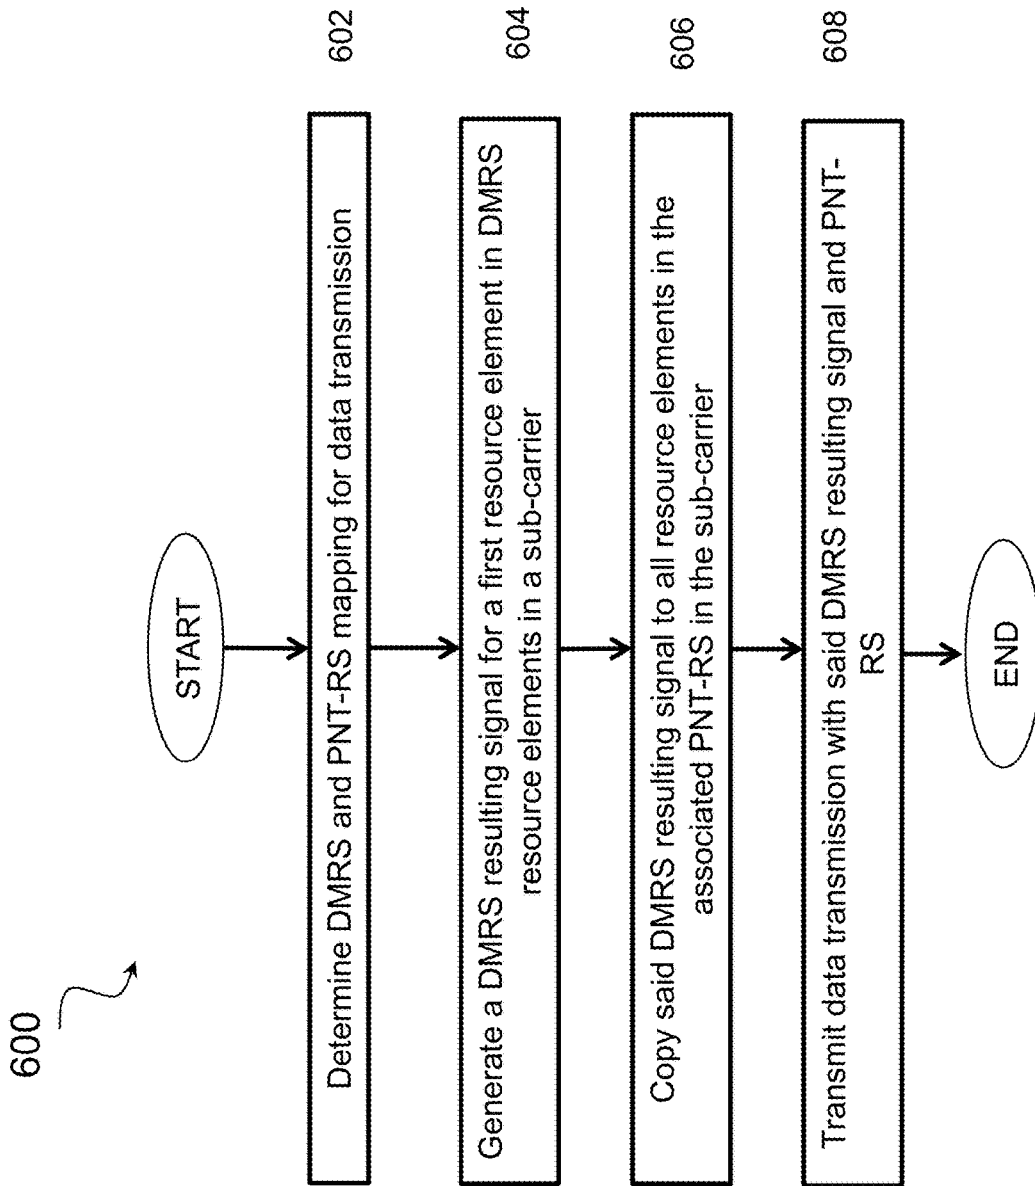 600
START
Determine DMRS and PNT-RS mapping for data transmission
602
Generate a DMRS resulting signal for a first resource element in DMRS
resource elements in a sub-carrier
604
Copy said DMRS resulting signal to all resource elements in the
associated PNT-RS in the sub-carrier
606
Transmit data transmission with said DMRS resulting signal and PNT-
RS
608
END